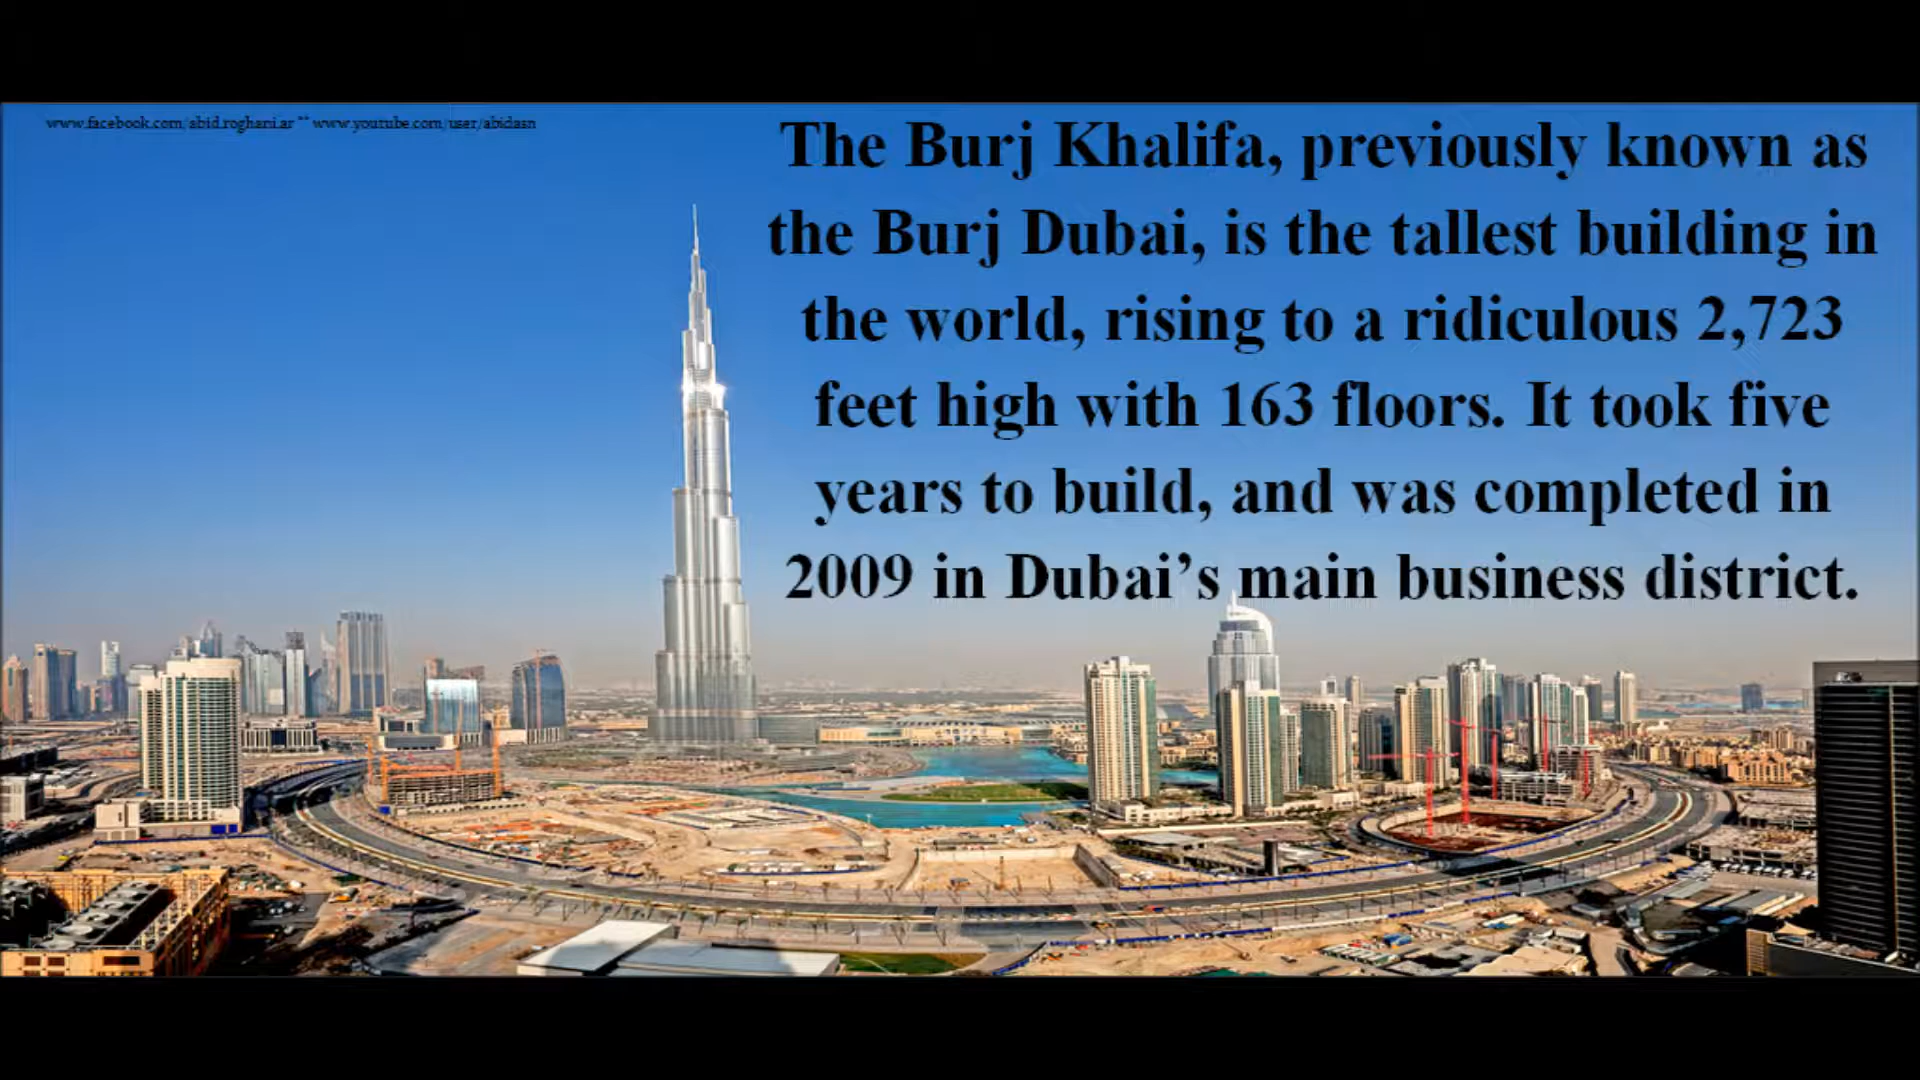 www.facebook.com/abid.roghani.ar ** www.youtube.com/user/abidasn
The Burj Khalifa, previously known as
the Burj Dubai, is the tallest building in
the world, rising to a ridiculous 2,723
feet high with 163 floors. It took five
years to build, and was completed in
2009 in Dubai’s main business district.